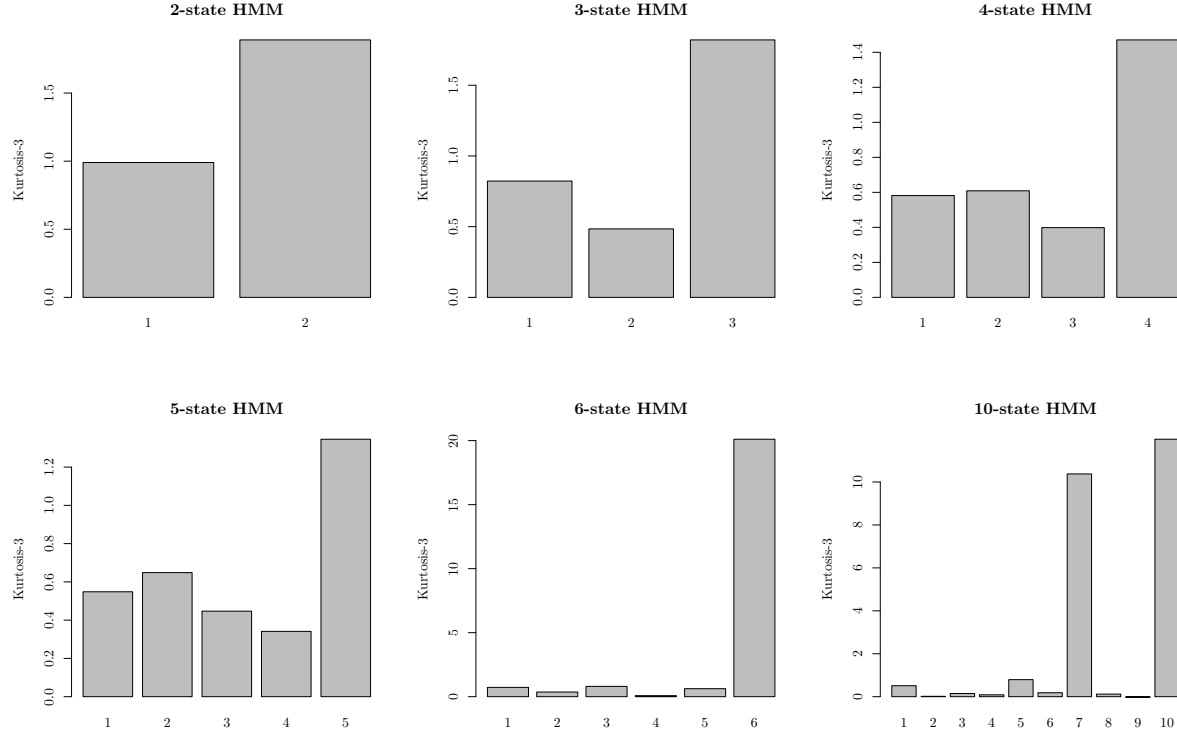 2-state HMM
Kurtosis-3
0.0 0.5 1.0 1.5
1 2
3-state HMM
Kurtosis-3
0.0 0.5 1.0 1.5
1 2 3
4-state HMM
Kurtosis-3
0.0 0.2 0.4 0.6 0.8 1.0 1.2 1.4
1 2 3 4
5-state HMM
Kurtosis-3
0.0 0.2 0.4 0.6 0.8 1.0 1.2
1 2 3 4 5
6-state HMM
Kurtosis-3
0 5 10 15 20
1 2 3 4 5 6
10-state HMM
Kurtosis-3
0 2 4 6 8 10
1 2 3 4 5 6 7 8 9 10